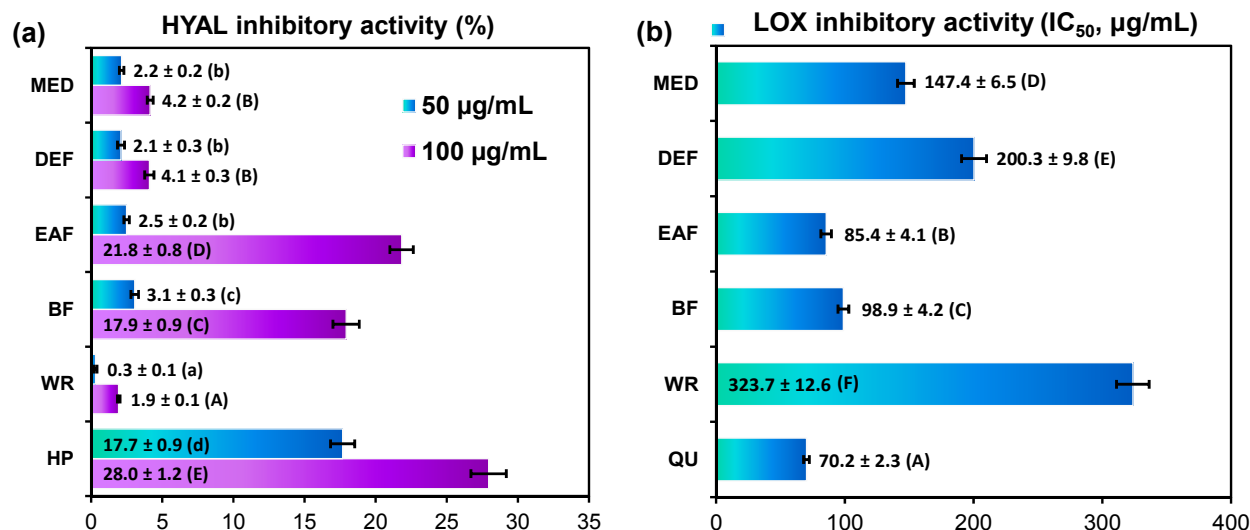 (a)
HYAL inhibitory activity (%)
MED
2.2 ± 0.2 (b)
4.2 ± 0.2 (B)
50 µg/mL
100 µg/mL
DEF
2.1 ± 0.3 (b)
4.1 ± 0.3 (B)
EAF
2.5 ± 0.2 (b)
21.8 ± 0.8 (D)
BF
3.1 ± 0.3 (c)
17.9 ± 0.9 (C)
WR
0.3 ± 0.1 (a)
1.9 ± 0.1 (A)
HP
17.7 ± 0.9 (d)
28.0 ± 1.2 (E)
0 5 10 15 20 25 30 35
(b)
LOX inhibitory activity (IC50, µg/mL)
MED
147.4 ± 6.5 (D)
DEF
200.3 ± 9.8 (E)
EAF
85.4 ± 4.1 (B)
BF
98.9 ± 4.2 (C)
WR
323.7 ± 12.6 (F)
QU
70.2 ± 2.3 (A)
0 100 200 300 400